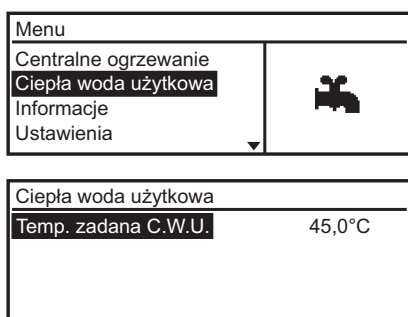 Menu
Centralne ogrzewanie
Ciepła woda użytkowa
Informacje
Ustawienia
Ciepła woda użytkowa
Temp. zadana C.W.U. 45,0°C